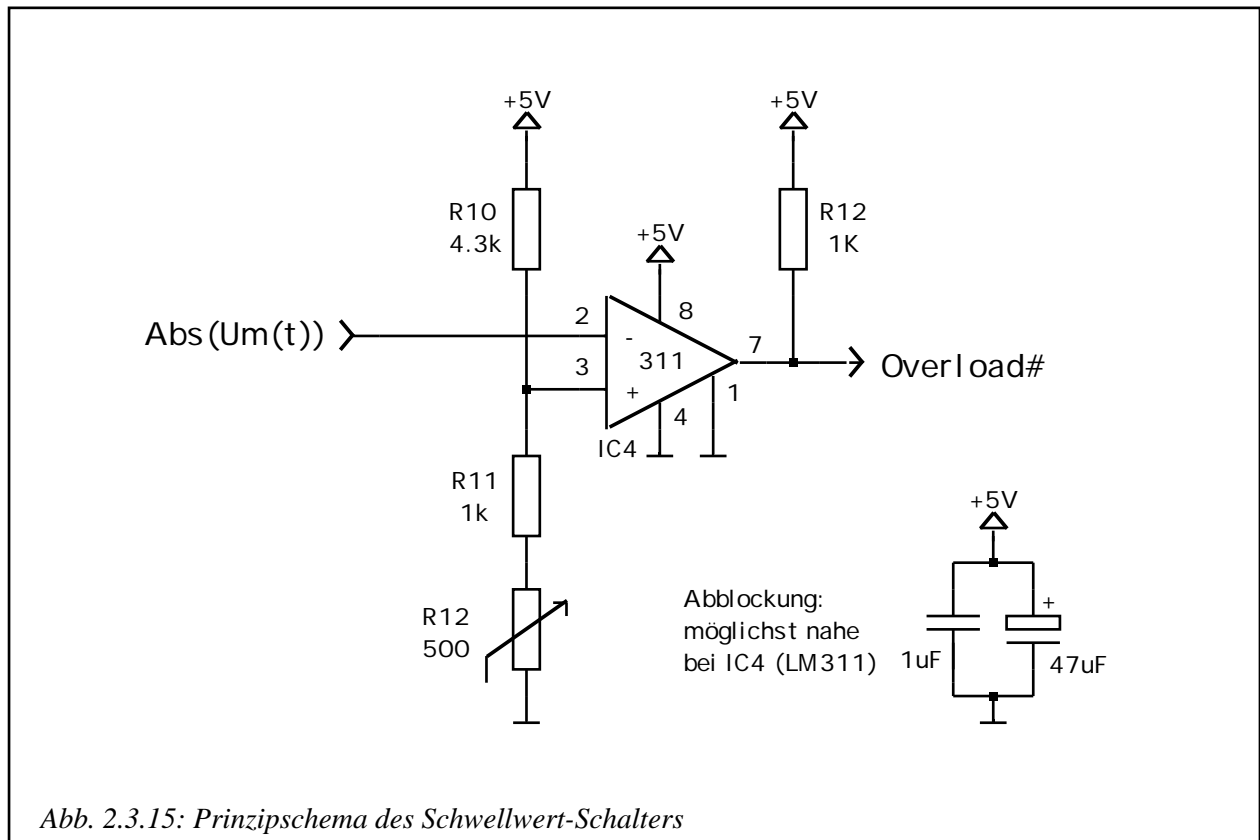 +5V
+5V
R10
4.3k
R12
1K
+5V
8
Abs(Um(t))
2
-
7
311
Overload#
3
+
1
4
IC4
R11
1k
+5V
R12
500
Abblockung:
möglichst nahe
bei IC4 (LM311)
+
1uF
47uF
Abb. 2.3.15: Prinzipschema des Schwellwert-Schalters